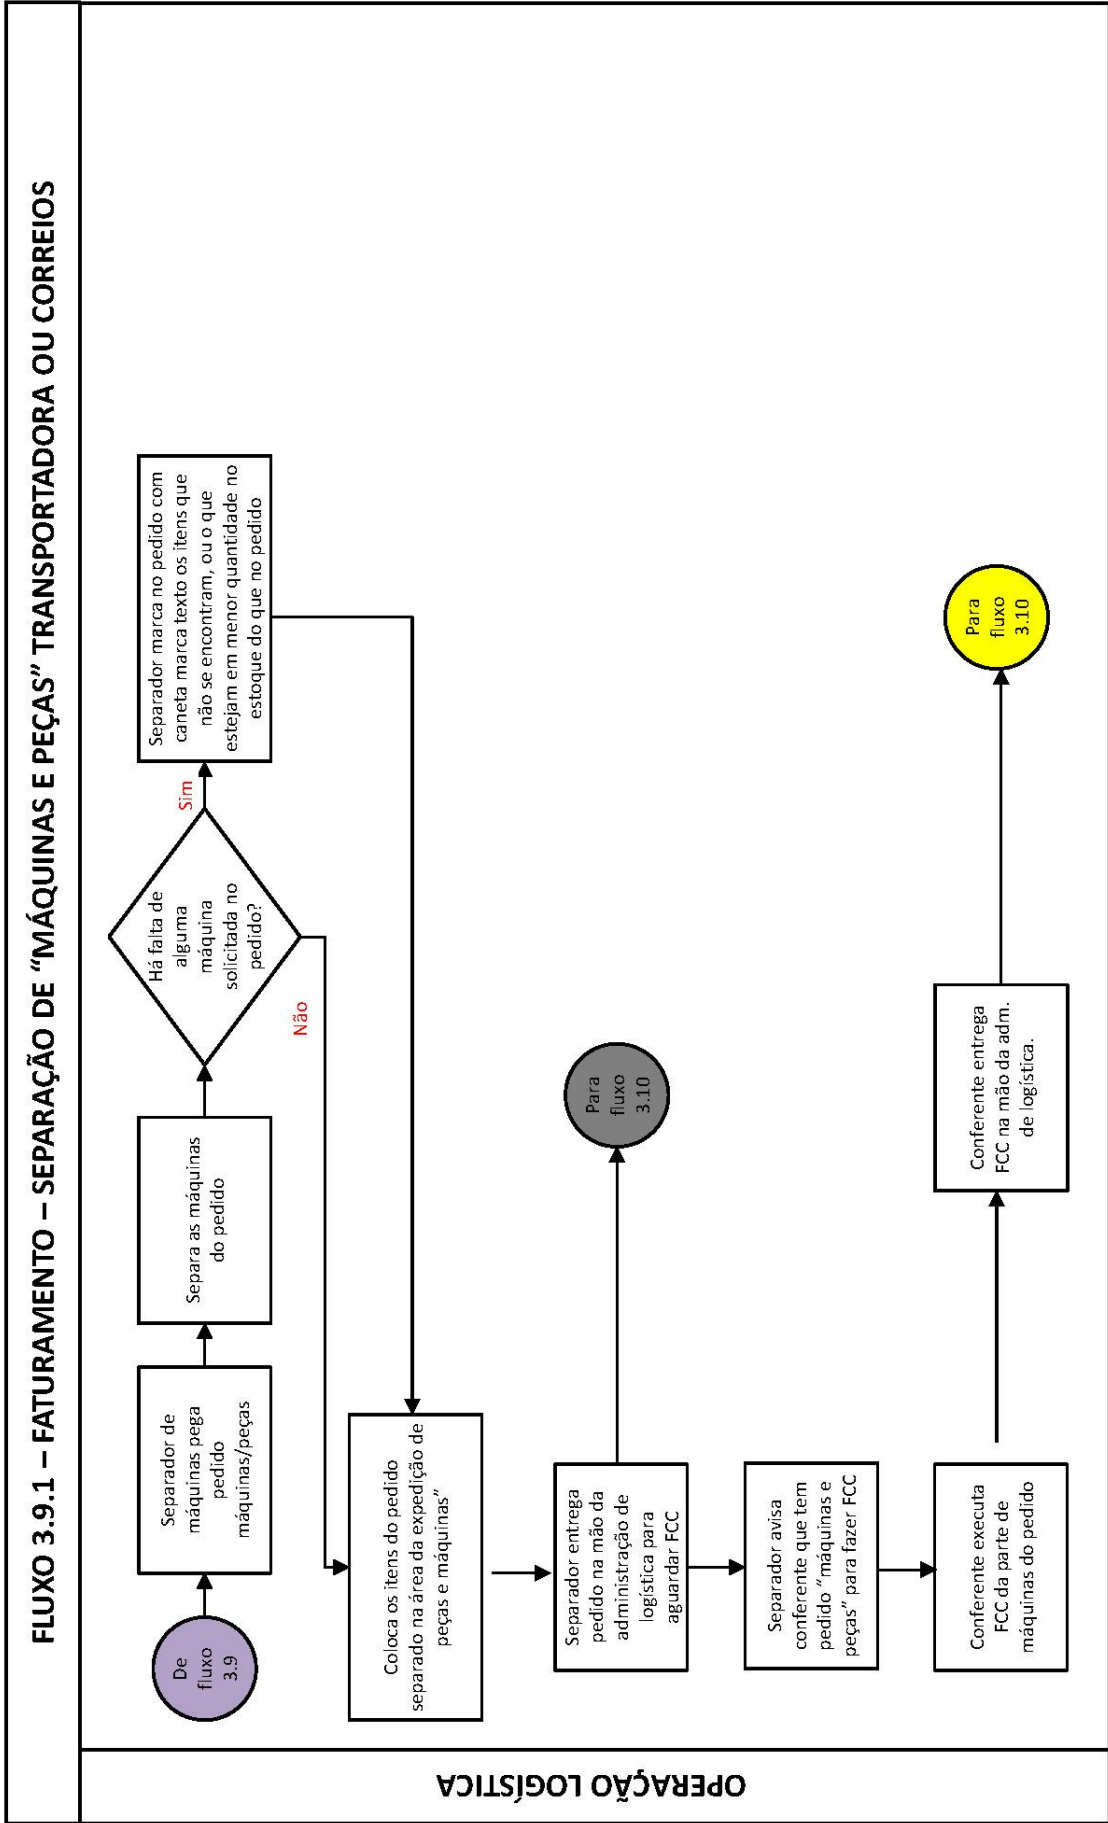 FLUXO 3.9.1 – FATURAMENTO – SEPARAÇÃO DE “MÁQUINAS E PEÇAS” TRANSPORTADORA OU CORREIOS
OPERAÇÃO LOGÍSTICA
De
fluxo
3.9
Separador de
máquinas pega
pedido
máquinas/peças
Separa as máquinas
do pedido
Há falta de
alguma
máquina
solicitada no
pedido?
Sim
Não
Separador marca no pedido com
caneta marca texto os itens que
não se encontram, ou o que
estejam em menor quantidade no
estoque do que no pedido
Coloca os itens do pedido
separado na área da expedição de
peças e máquinas”
Separador entrega
pedido na mão da
administração de
logística para
aguardar FCC
Para
fluxo
3.10
Separador avisa
conferente que tem
pedido “máquinas e
peças” para fazer FCC
Conferente executa
FCC da parte de
máquinas do pedido
Conferente entrega
FCC na mão da adm.
de logística.
Para
fluxo
3.10